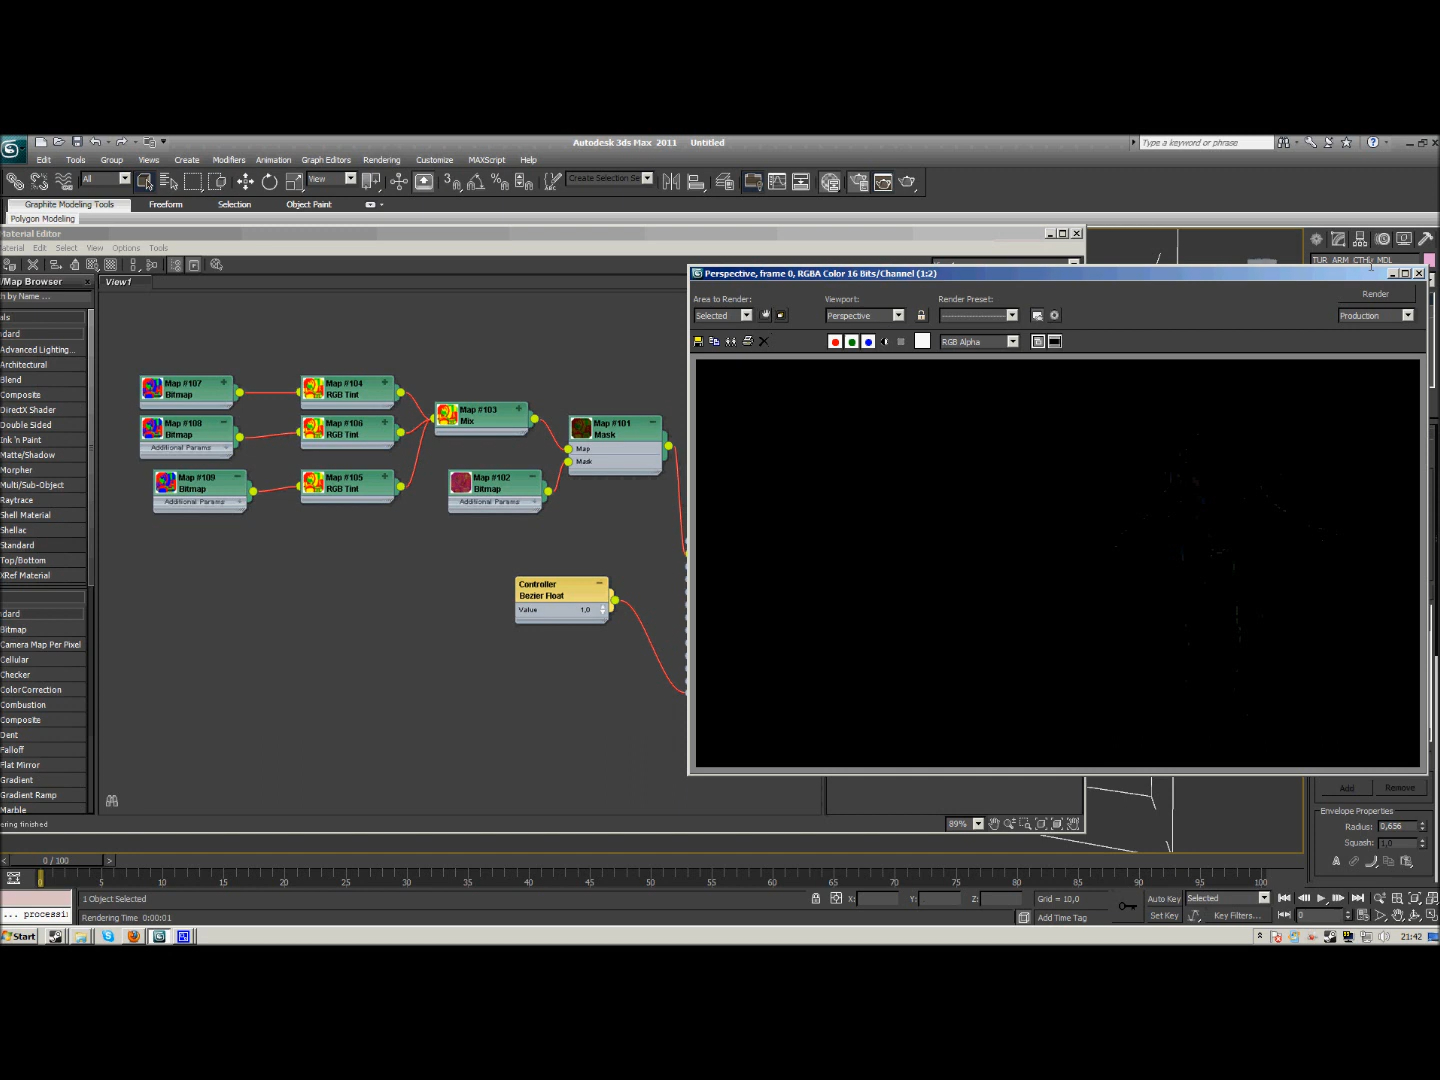 Autodesk 3ds Max 2011 Untitled
Type a keyword or phrase
Edit Tools Group Views Create Modifiers Animation Graph Editors Rendering Customize MAXScript Help
All View Create Selection Se
Graphite Modeling Tools Freeform Selection Object Paint
Polygon Modeling
Material Editor
aterial Edit Select View Options Tools
/Map Browser
View1
h by Name ...
als
dard
Advanced Lighting...
Architectural
Blend
Composite
DirectX Shader
Double Sided
Ink 'n Paint
Matte/Shadow
Morpher
Multi/Sub-Object
Raytrace
Shell Material
Shellac
Standard
Top/Bottom
XRef Material
dard
Bitmap
Camera Map Per Pixel
Cellular
Checker
ColorCorrection
Combustion
Composite
Dent
Falloff
Flat Mirror
Gradient
Gradient Ramp
Marble
ering finished
Map #107
Bitmap
Map #104
RGB Tint
Map #108
Bitmap
Additional Params
Map #106
RGB Tint
Map #103
Mix
Map #101
Mask
Map
Mask
Map #109
Bitmap
Additional Params
Map #105
RGB Tint
Map #102
Bitmap
Additional Params
Controller
Bezier Float
Value 1,0
89%
TUR_ARM_CTHu_MDL
Perspective, frame 0, RGBA Color 16 Bits/Channel (1:2)
Area to Render: Viewport: Render Preset: Render
Selected Perspective Production
RGB Alpha
Add Remove
Envelope Properties
Radius: 0,656
Squash: 1,0
0 / 100
0 5 10 15 20 25 30 35 40 45 50 55 60 65 70 75 80 85 90 95 100
1 Object Selected X: Y: Z: Grid = 10,0 Auto Key Selected
... processin Rendering Time 0:00:01 Add Time Tag Set Key Key Filters... 0
Start 21:42